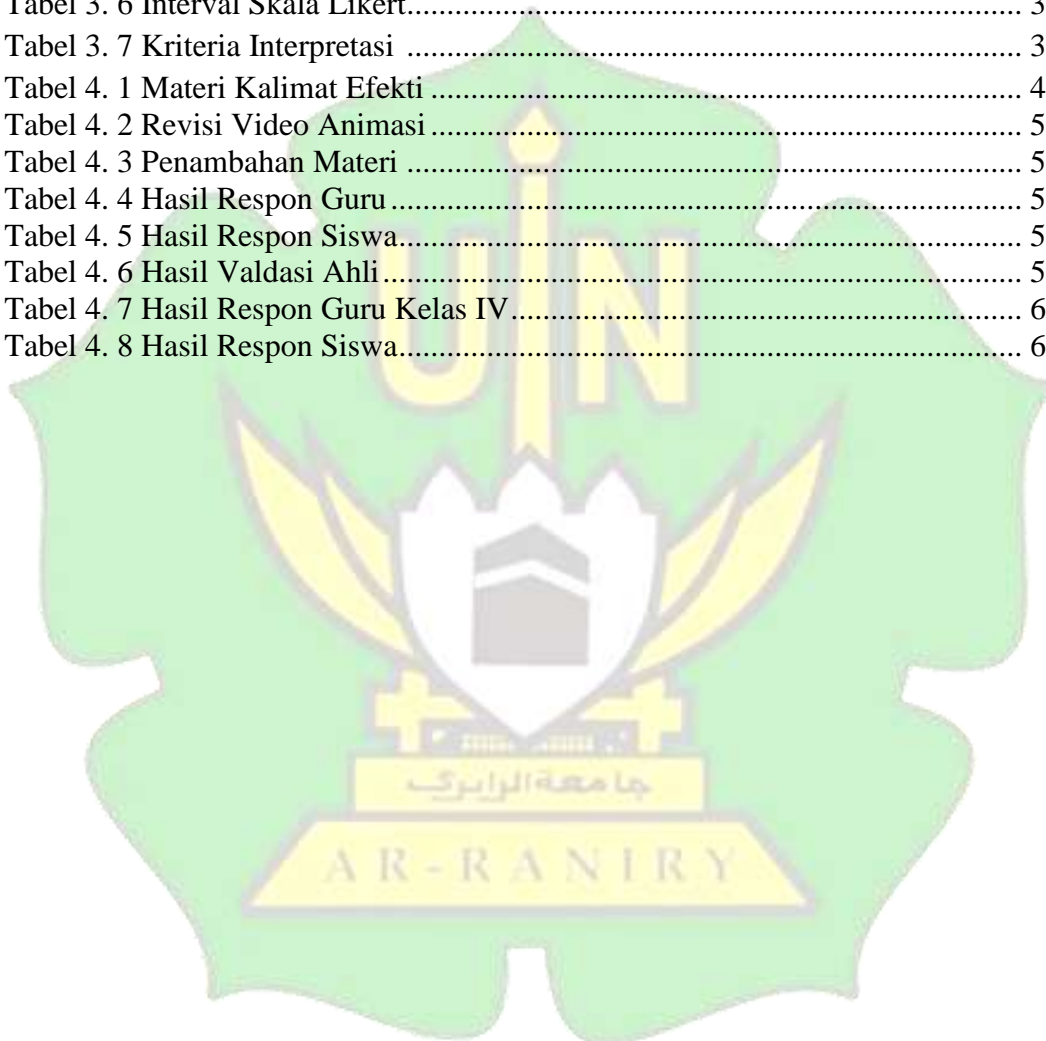 Tabel 3. 6 Interval Skala Likert........................................................................... 3
Tabel 3. 7 Kriteria Interpretasi ......................................................................... 3
Tabel 4. 1 Materi Kalimat Efekti ....................................................................... 4
Tabel 4. 2 Revisi Video Animasi ....................................................................... 5
Tabel 4. 3 Penambahan Materi ......................................................................... 5
Tabel 4. 4 Hasil Respon Guru ........................................................................... 5
Tabel 4. 5 Hasil Respon Siswa........................................................................... 5
Tabel 4. 6 Hasil Valdasi Ahli ............................................................................ 5
Tabel 4. 7 Hasil Respon Guru Kelas IV............................................................. 6
Tabel 4. 8 Hasil Respon Siswa........................................................................... 6
UIN
جامعة الرانيري
AR-RANIRY